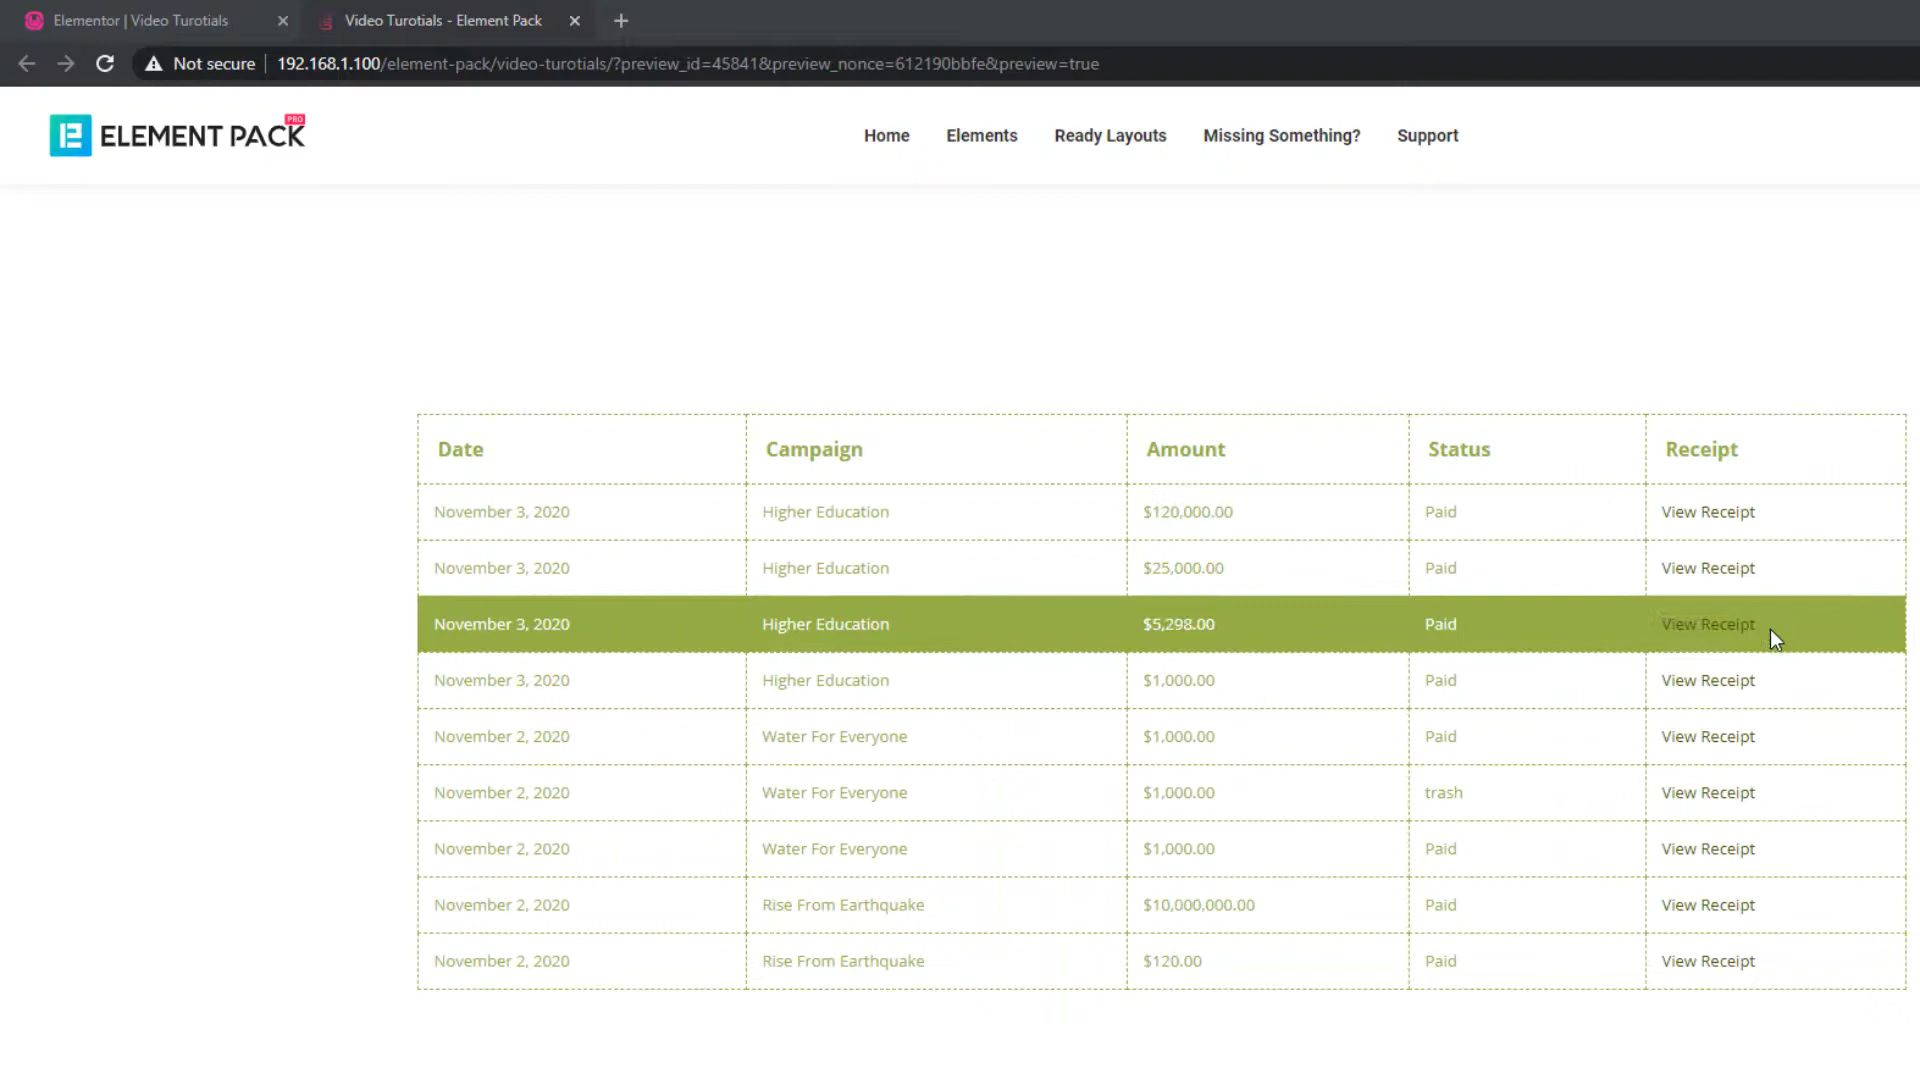 Elementor | Video Turotials
Video Turotials - Element Pack
Not secure | 192.168.1.100/element-pack/video-turotials/?preview_id=45841&preview_nonce=612190bbfe&preview=true
ELEMENT PACK PRO
Home Elements Ready Layouts Missing Something? Support
Date Campaign Amount Status Receipt
November 3, 2020 Higher Education $120,000.00 Paid View Receipt
November 3, 2020 Higher Education $25,000.00 Paid View Receipt
November 3, 2020 Higher Education $5,298.00 Paid View Receipt
November 3, 2020 Higher Education $1,000.00 Paid View Receipt
November 2, 2020 Water For Everyone $1,000.00 Paid View Receipt
November 2, 2020 Water For Everyone $1,000.00 trash View Receipt
November 2, 2020 Water For Everyone $1,000.00 Paid View Receipt
November 2, 2020 Rise From Earthquake $10,000,000.00 Paid View Receipt
November 2, 2020 Rise From Earthquake $120.00 Paid View Receipt